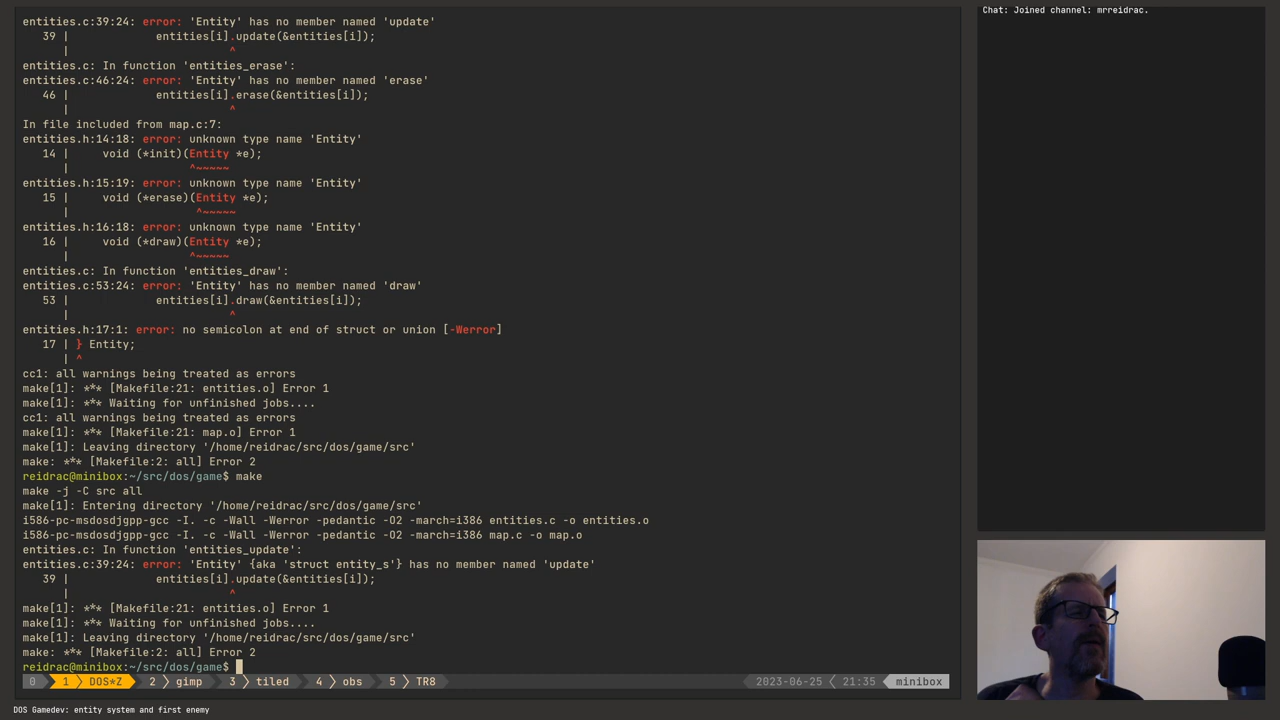 entities.c:39:24: error: 'Entity' has no member named 'update'
39 | entities[i].update(&entities[i]);
| ^
entities.c: In function 'entities_erase':
entities.c:46:24: error: 'Entity' has no member named 'erase'
46 | entities[i].erase(&entities[i]);
| ^
In file included from map.c:7:
entities.h:14:18: error: unknown type name 'Entity'
14 | void (*init)(Entity *e);
| ^~~~~~
entities.h:15:19: error: unknown type name 'Entity'
15 | void (*erase)(Entity *e);
| ^~~~~~
entities.h:16:18: error: unknown type name 'Entity'
16 | void (*draw)(Entity *e);
| ^~~~~~
entities.c: In function 'entities_draw':
entities.c:53:24: error: 'Entity' has no member named 'draw'
53 | entities[i].draw(&entities[i]);
| ^
entities.h:17:1: error: no semicolon at end of struct or union [-Werror]
17 | } Entity;
| ^
cc1: all warnings being treated as errors
make[1]: *** [Makefile:21: entities.o] Error 1
make[1]: *** Waiting for unfinished jobs....
cc1: all warnings being treated as errors
make[1]: *** [Makefile:21: map.o] Error 1
make[1]: Leaving directory '/home/reidrac/src/dos/game/src'
make: *** [Makefile:2: all] Error 2
reidrac@minibox:~/src/dos/game$ make
make -j -C src all
make[1]: Entering directory '/home/reidrac/src/dos/game/src'
i586-pc-msdosdjgpp-gcc -I. -c -Wall -Werror -pedantic -O2 -march=i386 entities.c -o entities.o
i586-pc-msdosdjgpp-gcc -I. -c -Wall -Werror -pedantic -O2 -march=i386 map.c -o map.o
entities.c: In function 'entities_update':
entities.c:39:24: error: 'Entity' {aka 'struct entity_s'} has no member named 'update'
39 | entities[i].update(&entities[i]);
| ^
make[1]: *** [Makefile:21: entities.o] Error 1
make[1]: *** Waiting for unfinished jobs....
make[1]: Leaving directory '/home/reidrac/src/dos/game/src'
make: *** [Makefile:2: all] Error 2
reidrac@minibox:~/src/dos/game$
0 1 DOS*Z 2 gimp 3 tiled 4 obs 5 TR8 2023-06-25 21:35 minibox
DOS Gamedev: entity system and first enemy
Chat: Joined channel: mrreidrac.